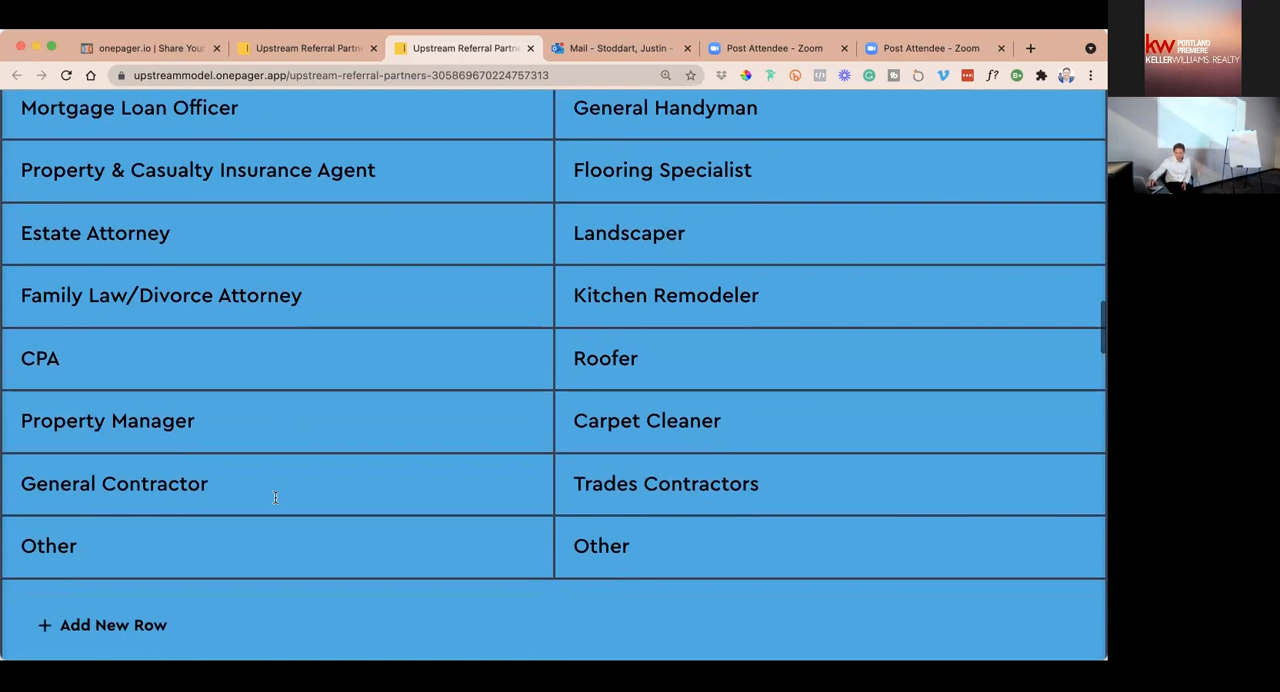 onepager.io | Share You
Upstream Referral Partn
Upstream Referral Partn
Mail - Stoddart, Justin -
Post Attendee - Zoom
Post Attendee - Zoom
upstreammodel.onepager.app/upstream-referral-partners-305869670224757313
kw PORTLAND PREMIERE
KELLERWILLIAMS. REALTY
Mortgage Loan Officer
General Handyman
Property & Casualty Insurance Agent
Flooring Specialist
Estate Attorney
Landscaper
Family Law/Divorce Attorney
Kitchen Remodeler
CPA
Roofer
Property Manager
Carpet Cleaner
General Contractor
Trades Contractors
Other
Other
+ Add New Row